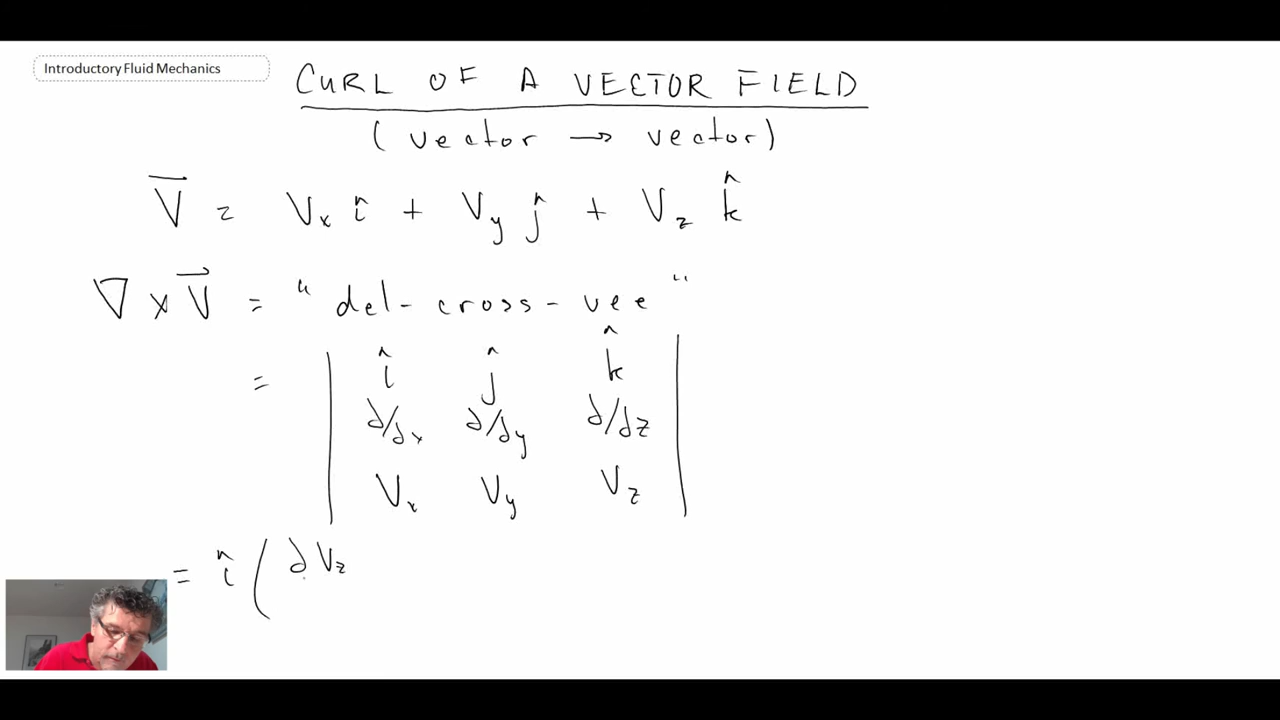 Introductory Fluid Mechanics
CURL OF A VECTOR FIELD
(vector → vector)
V̅ = Vx î + Vy ĵ + Vz k̂
∇ × V⃗ = "del-cross-vee"
= | î ĵ k̂ |
| ∂/∂x ∂/∂y ∂/∂z |
| Vx Vy Vz |
= î ( ∂Vz